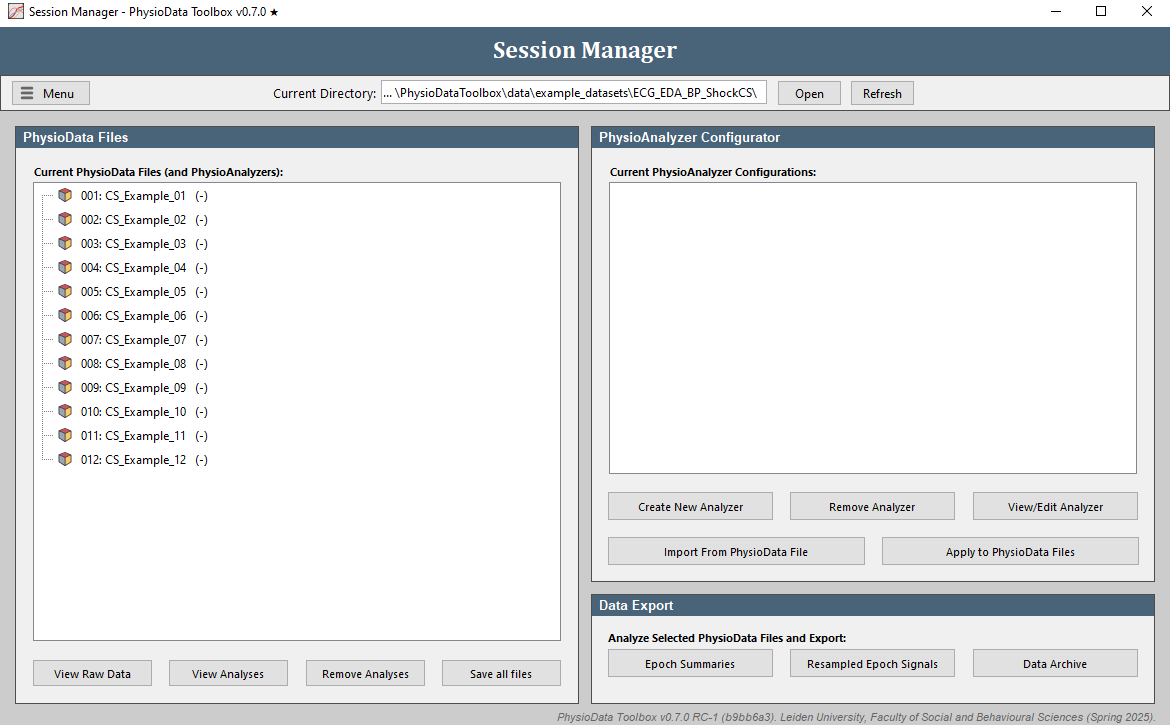 Session Manager - PhysioData Toolbox v0.7.0 ★
Session Manager
Menu
Current Directory: ... \PhysioDataToolbox\data\example_datasets\ECG_EDA_BP_ShockCS\
Open
Refresh
PhysioData Files
Current PhysioData Files (and PhysioAnalyzers):
001: CS_Example_01 (-)
002: CS_Example_02 (-)
003: CS_Example_03 (-)
004: CS_Example_04 (-)
005: CS_Example_05 (-)
006: CS_Example_06 (-)
007: CS_Example_07 (-)
008: CS_Example_08 (-)
009: CS_Example_09 (-)
010: CS_Example_10 (-)
011: CS_Example_11 (-)
012: CS_Example_12 (-)
View Raw Data
View Analyses
Remove Analyses
Save all files
PhysioAnalyzer Configurator
Current PhysioAnalyzer Configurations:
Create New Analyzer
Remove Analyzer
View/Edit Analyzer
Import From PhysioData File
Apply to PhysioData Files
Data Export
Analyze Selected PhysioData Files and Export:
Epoch Summaries
Resampled Epoch Signals
Data Archive
PhysioData Toolbox v0.7.0 RC-1 (b9bb6a3). Leiden University, Faculty of Social and Behavioural Sciences (Spring 2025).